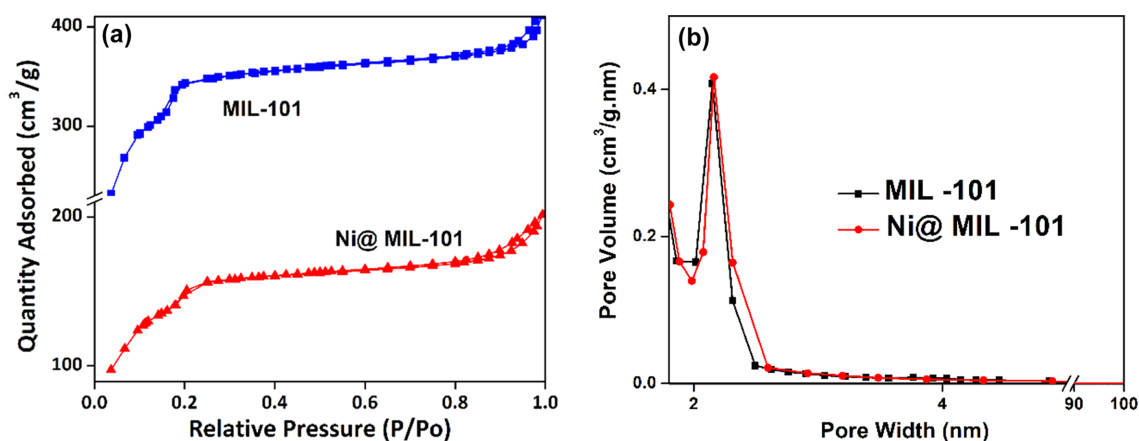 (a)
Quantity Adsorbed (cm³/g)
400
300
200
100
MIL-101
Ni@ MIL-101
0.0 0.2 0.4 0.6 0.8 1.0
Relative Pressure (P/Po)
(b)
Pore Volume (cm³/g.nm)
0.4
0.2
0.0
MIL -101
Ni@ MIL -101
2 4 90 100
Pore Width (nm)